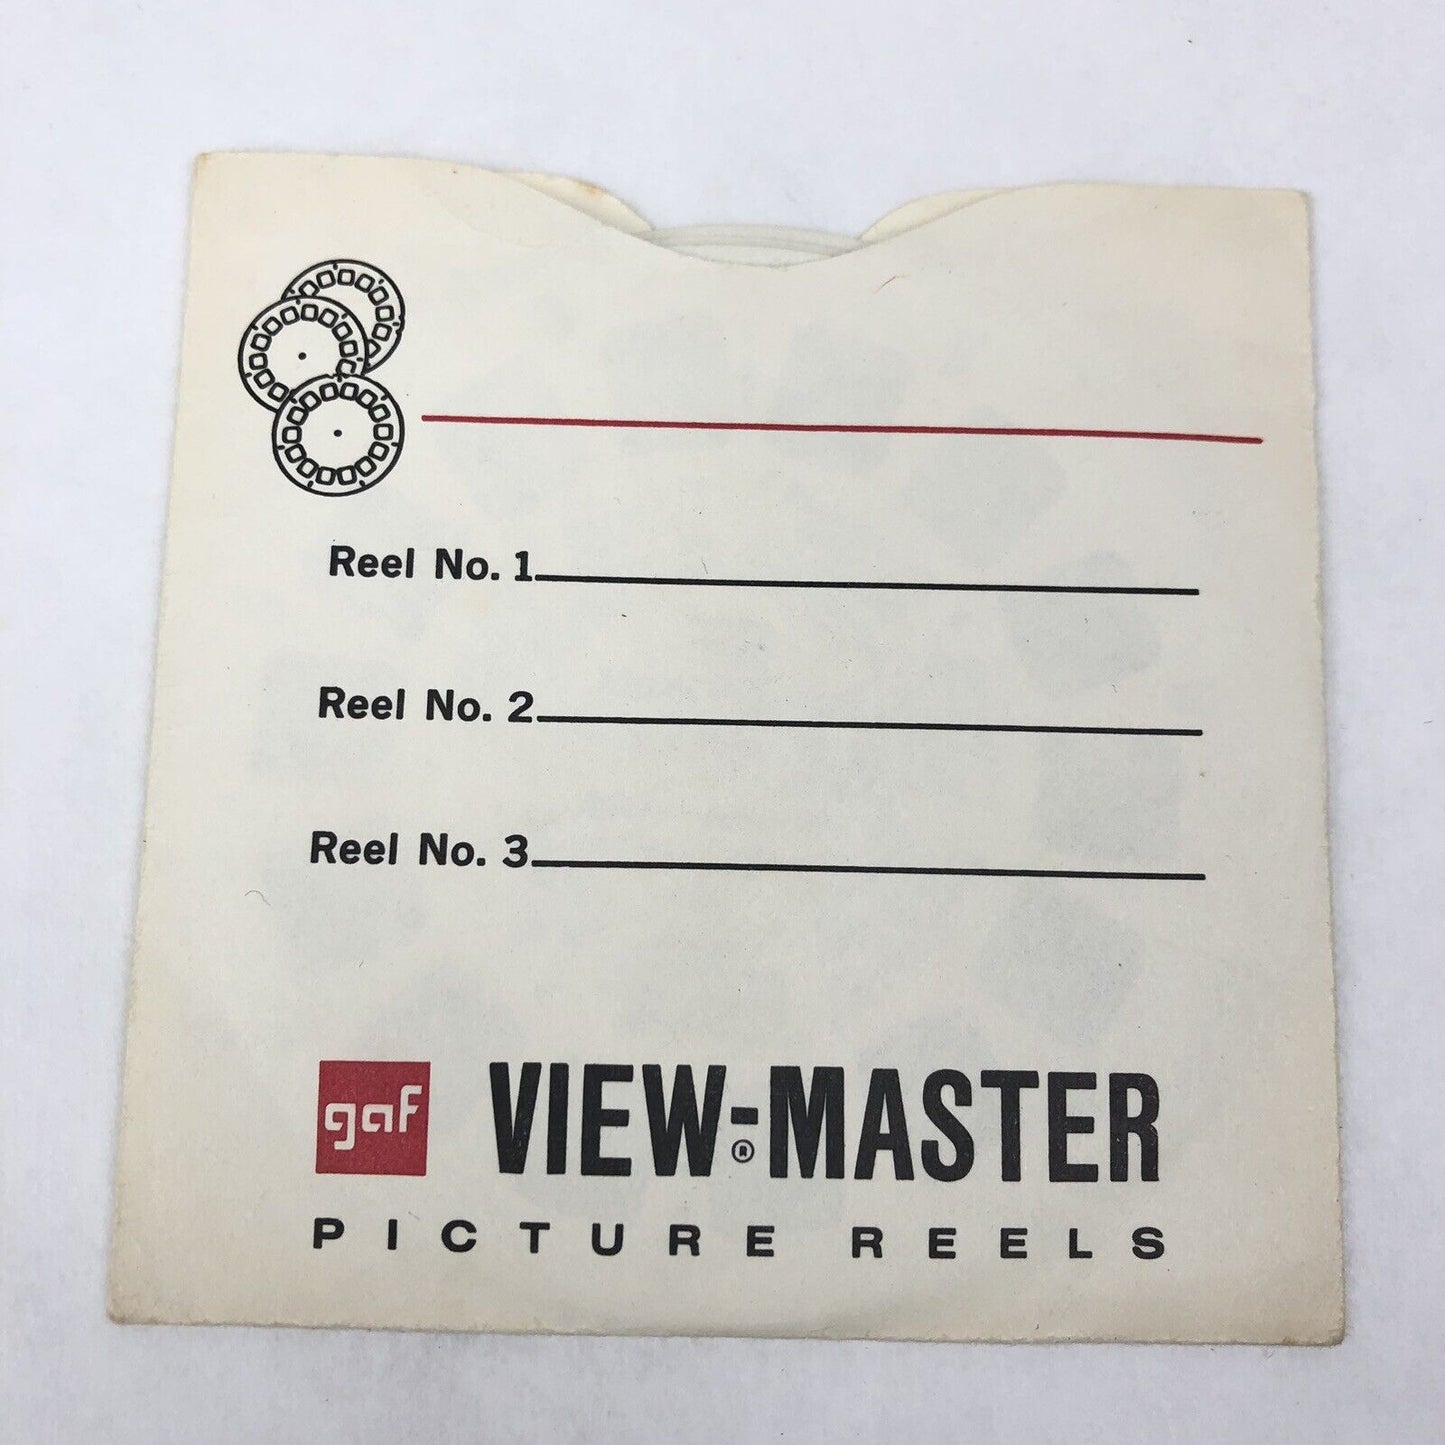 Reel No. 1
Reel No. 2
Reel No. 3
gaf VIEW-MASTER®
PICTURE REELS